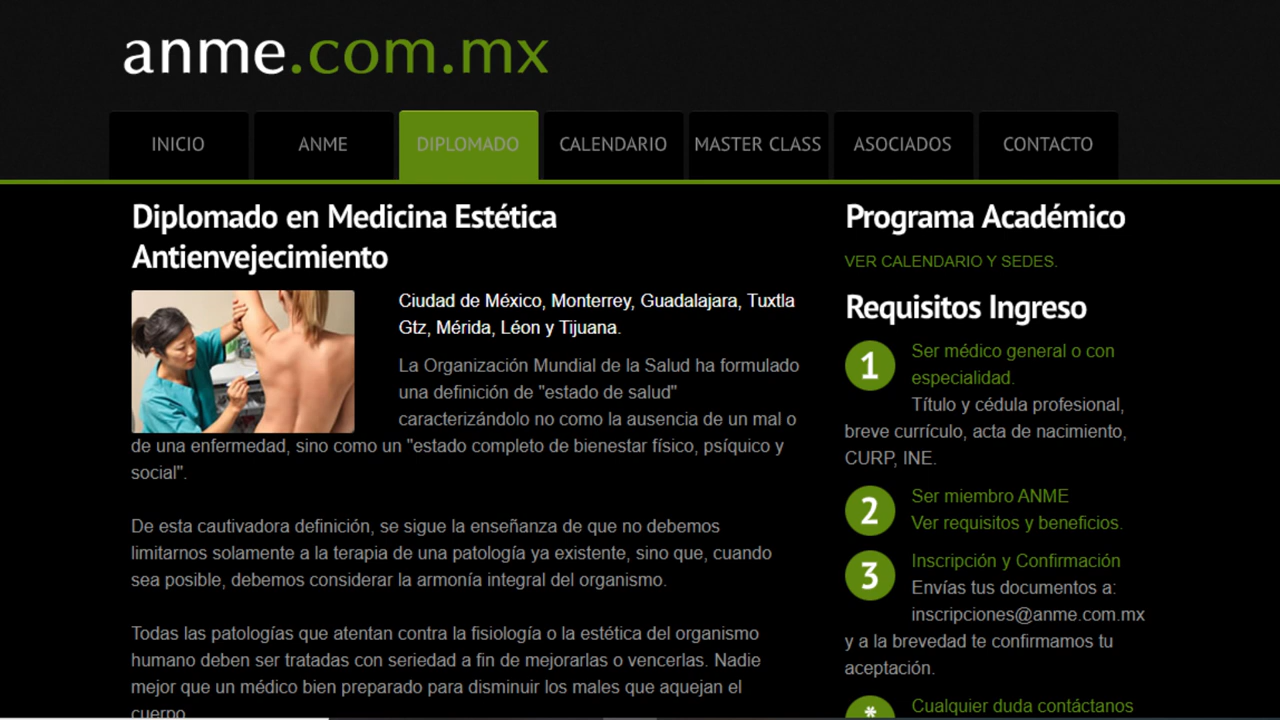 anme.com.mx
INICIO
ANME
DIPLOMADO
CALENDARIO
MASTER CLASS
ASOCIADOS
CONTACTO
Diplomado en Medicina Estética
Antienvejecimiento
Ciudad de México, Monterrey, Guadalajara, Tuxtla
Gtz, Mérida, Léon y Tijuana.
La Organización Mundial de la Salud ha formulado
una definición de "estado de salud"
caracterizándolo no como la ausencia de un mal o
de una enfermedad, sino como un "estado completo de bienestar físico, psíquico y
social".
De esta cautivadora definición, se sigue la enseñanza de que no debemos
limitarnos solamente a la terapia de una patología ya existente, sino que, cuando
sea posible, debemos considerar la armonía integral del organismo.
Todas las patologías que atentan contra la fisiología o la estética del organismo
humano deben ser tratadas con seriedad a fin de mejorarlas o vencerlas. Nadie
mejor que un médico bien preparado para disminuir los males que aquejan el
cuerpo
Programa Académico
VER CALENDARIO Y SEDES.
Requisitos Ingreso
1 Ser médico general o con
especialidad.
Título y cédula profesional,
breve currículo, acta de nacimiento,
CURP, INE.
2 Ser miembro ANME
Ver requisitos y beneficios.
3 Inscripción y Confirmación
Envías tus documentos a:
inscripciones@anme.com.mx
y a la brevedad te confirmamos tu
aceptación.
* Cualquier duda contáctanos